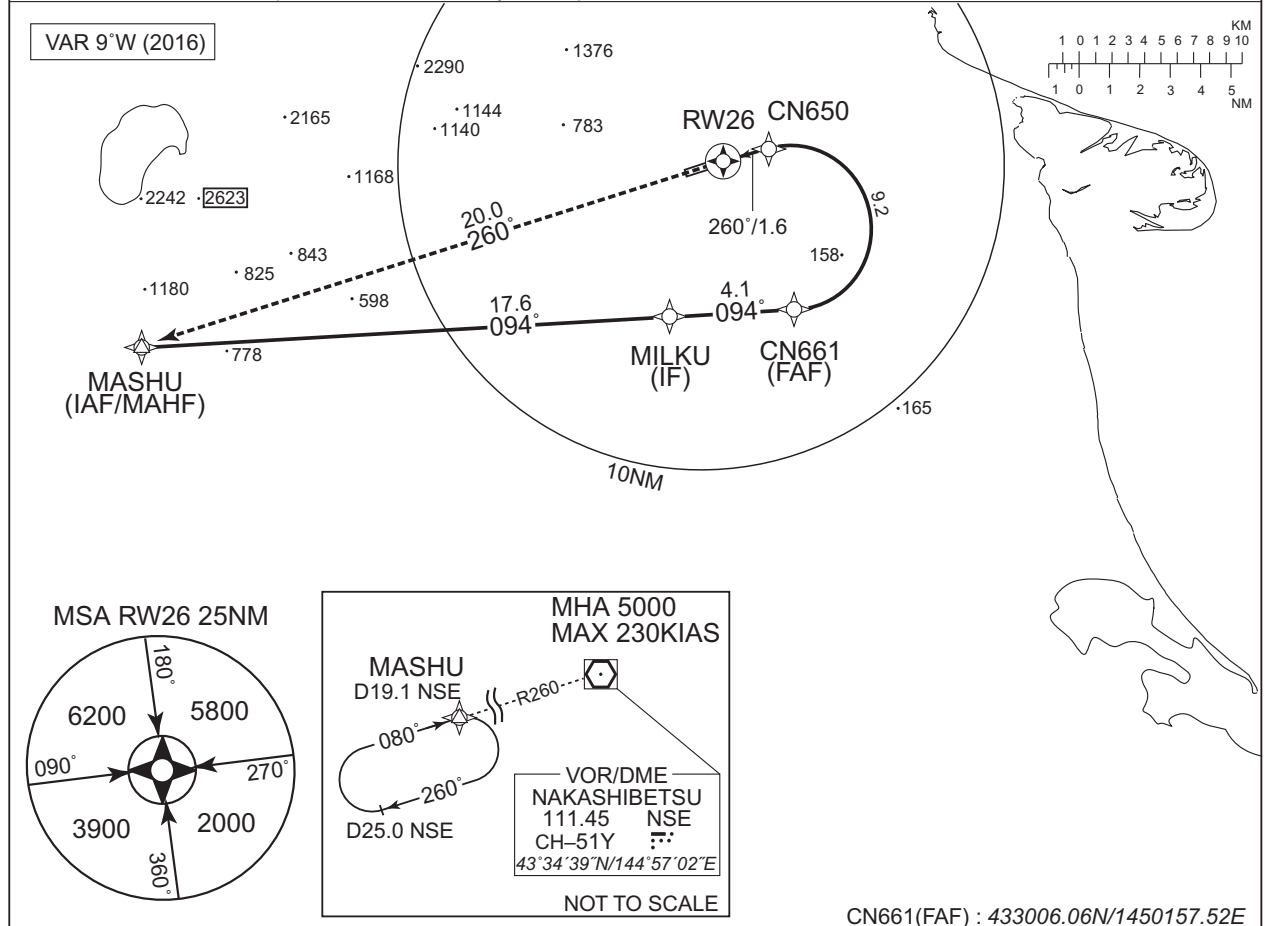 VAR 9°W (2016)
KM
1 0 1 2 3 4 5 6 7 8 9 10
1 0 1 2 3 4 5
NM
1376
2290
2165
1144
1140
783
RW26
CN650
1168
2242
2623
9.2
20.0
260°
260°/1.6
158
843
825
1180
598
17.6
094°
4.1
094°
778
MASHU
(IAF/MAHF)
MILKU
(IF)
CN661
(FAF)
165
10NM
MSA RW26 25NM
180°
6200
5800
090°
270°
3900
2000
360°
MHA 5000
MAX 230KIAS
MASHU
D19.1 NSE
R260
080°
260°
D25.0 NSE
VOR/DME
NAKASHIBETSU
111.45 NSE
CH–51Y
43°34´39˝N/144°57´02˝E
NOT TO SCALE
CN661(FAF) : 433006.06N/1450157.52E